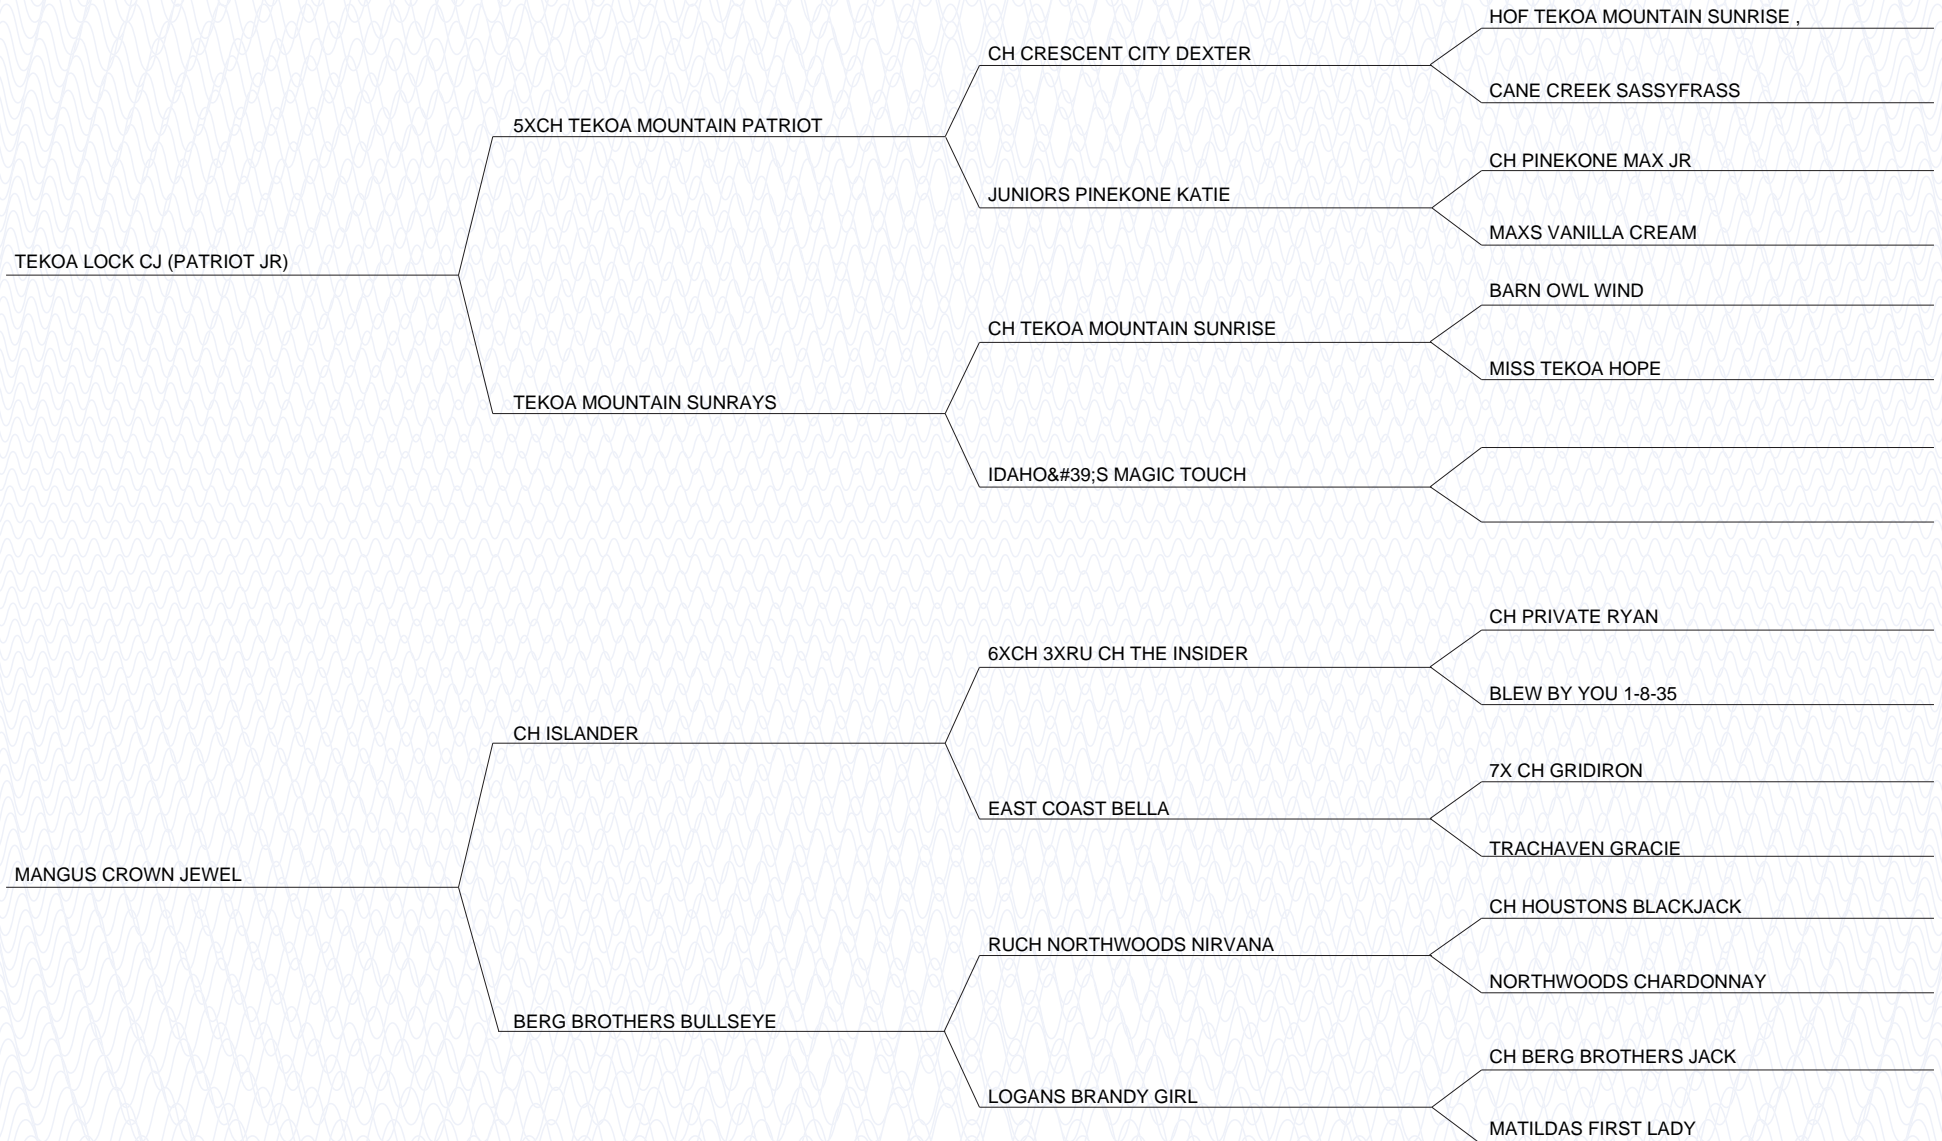 HOF TEKOA MOUNTAIN SUNRISE ,
CH CRESCENT CITY DEXTER
CANE CREEK SASSYFRASS
5XCH TEKOA MOUNTAIN PATRIOT
CH PINEKONE MAX JR
JUNIORS PINEKONE KATIE
MAXS VANILLA CREAM
TEKOA LOCK CJ (PATRIOT JR)
BARN OWL WIND
CH TEKOA MOUNTAIN SUNRISE
MISS TEKOA HOPE
TEKOA MOUNTAIN SUNRAYS
IDAHO&#39;S MAGIC TOUCH
CH PRIVATE RYAN
6XCH 3XRU CH THE INSIDER
BLEW BY YOU 1-8-35
CH ISLANDER
7X CH GRIDIRON
EAST COAST BELLA
TRACHAVEN GRACIE
MANGUS CROWN JEWEL
CH HOUSTONS BLACKJACK
RUCH NORTHWOODS NIRVANA
NORTHWOODS CHARDONNAY
BERG BROTHERS BULLSEYE
CH BERG BROTHERS JACK
LOGANS BRANDY GIRL
MATILDAS FIRST LADY